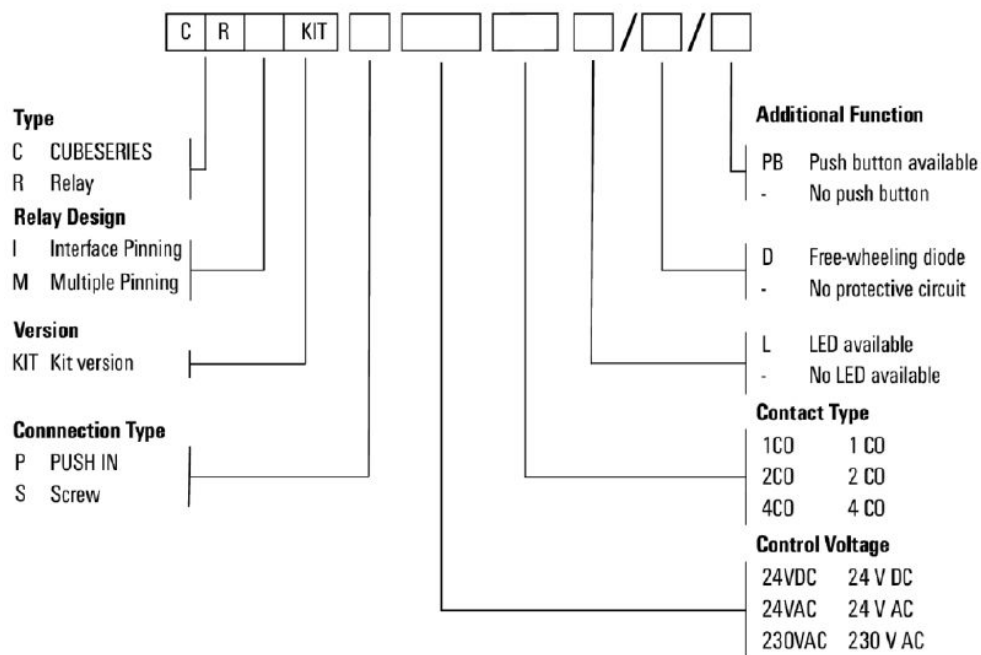 C R KIT / /
Type
C CUBESERIES
R Relay
Relay Design
I Interface Pinning
M Multiple Pinning
Version
KIT Kit version
Connnection Type
P PUSH IN
S Screw
Additional Function
PB Push button available
- No push button
D Free-wheeling diode
- No protective circuit
L LED available
- No LED available
Contact Type
1CO 1 CO
2CO 2 CO
4CO 4 CO
Control Voltage
24VDC 24 V DC
24VAC 24 V AC
230VAC 230 V AC